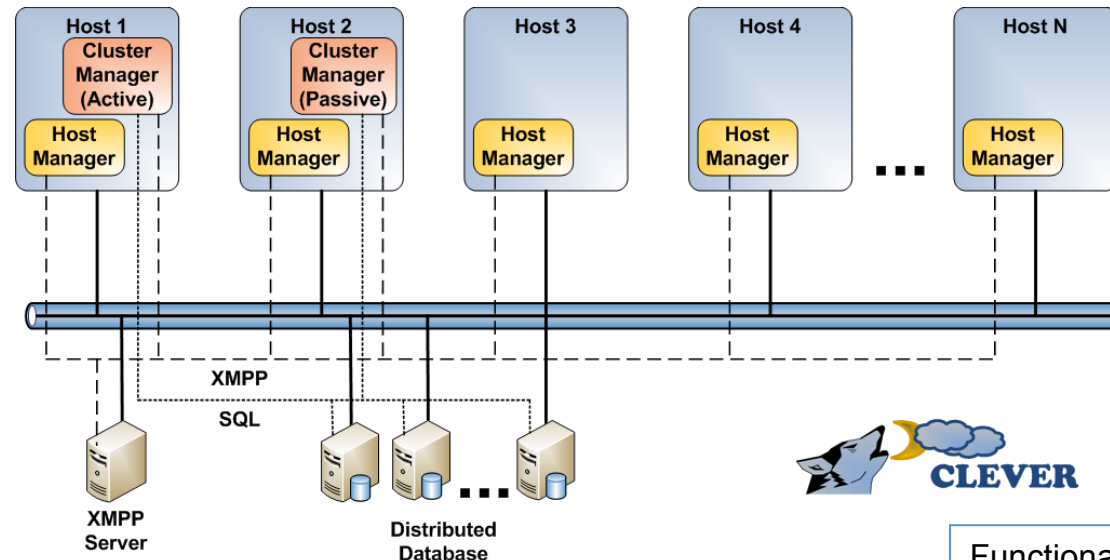 Host 1
Cluster
Manager
(Active)
Host
Manager
Host 2
Cluster
Manager
(Passive)
Host
Manager
Host 3
Host
Manager
Host 4
Host
Manager
Host N
Host
Manager
XMPP
SQL
XMPP
Server
Distributed
Database
CLEVER
Functiona